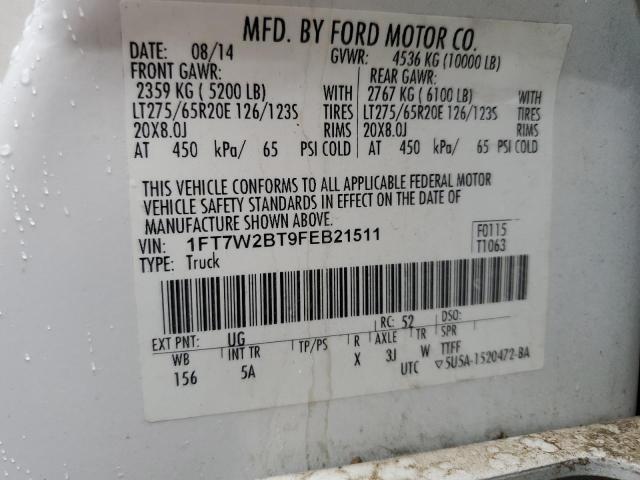 MFD. BY FORD MOTOR CO.
DATE: 08/14 GVWR: 4536 KG (10000 LB)
FRONT GAWR: REAR GAWR:
2359 KG ( 5200 LB) WITH 2767 KG ( 6100 LB) WITH
LT275/65R20E 126/123S TIRES LT275/65R20E 126/123S TIRES
20X8.0J RIMS 20X8.0J RIMS
AT 450 kPa/ 65 PSI COLD AT 450 kPa/ 65 PSI COLD
THIS VEHICLE CONFORMS TO ALL APPLICABLE FEDERAL MOTOR
VEHICLE SAFETY STANDARDS IN EFFECT ON THE DATE OF
MANUFACTURE SHOWN ABOVE.
VIN: 1FT7W2BT9FEB21511 F0115
TYPE: Truck T1063
EXT PNT: UG RC: 52 DSO:
WB INT TR TP/PS R AXLE TR SPR
156 5A X 3J W TTFF
UTC ▽5U5A-1520472-BA